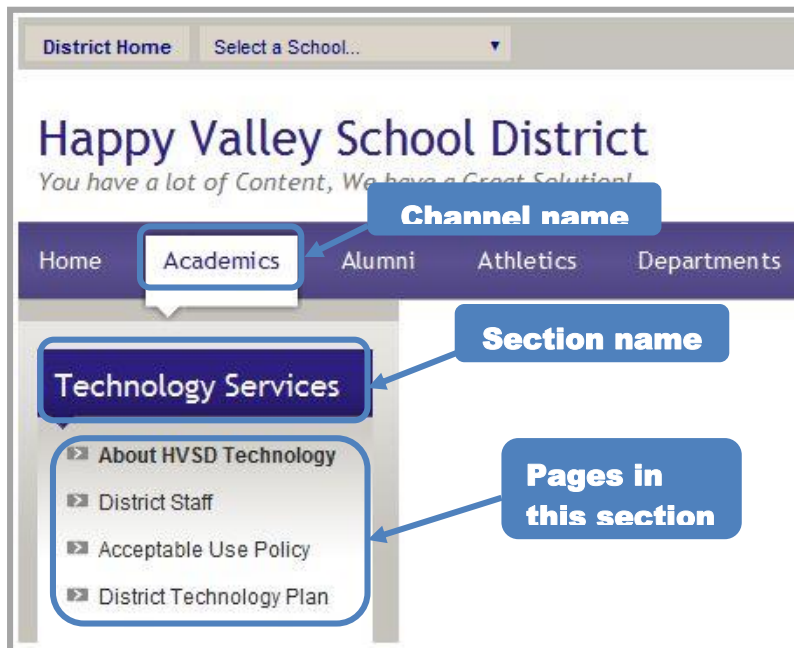 District Home Select a School...
Happy Valley School District
You have a lot of Content, We have a Great Solution!
Channel name
Home Academics Alumni Athletics Departments
Section name
Technology Services
About HVSD Technology
District Staff
Pages in
this section
Acceptable Use Policy
District Technology Plan